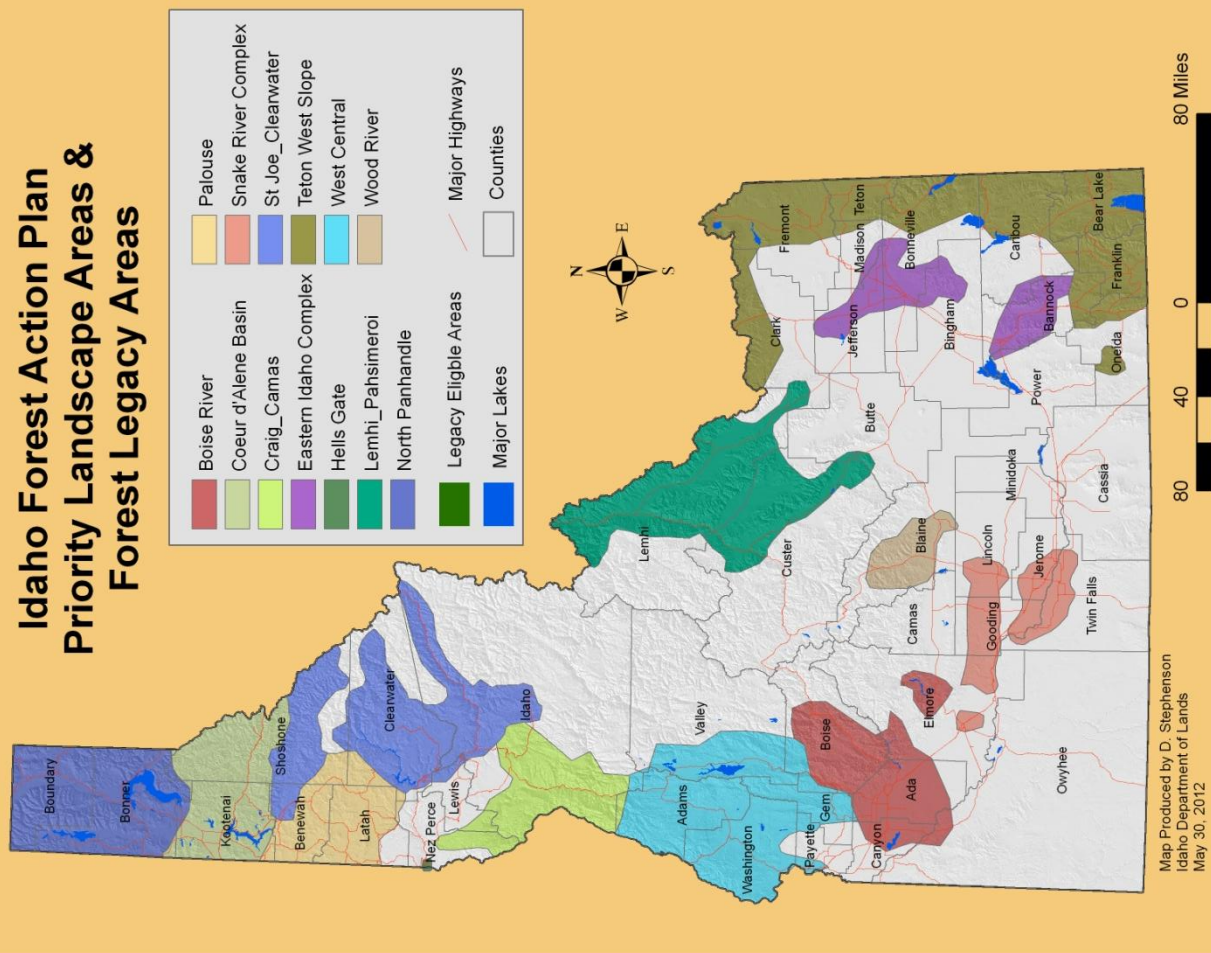 Idaho Forest Action Plan
Priority Landscape Areas &
Forest Legacy Areas
Boise River
Coeur d'Alene Basin
Craig_Camas
Eastern Idaho Complex
Hells Gate
Lemhi_Pahsimeroi
North Panhandle
Legacy Eligble Areas
Major Lakes
Palouse
Snake River Complex
St Joe_Clearwater
Teton West Slope
West Central
Wood River
Major Highways
Counties
N
W
E
S
Boundary
Bonner
Kootenai
Shoshone
Benewah
Latah
Clearwater
Nez Perce
Lewis
Idaho
Adams
Valley
Washington
Payette
Gem
Boise
Canyon
Ada
Elmore
Owyhee
Lemhi
Custer
Camas
Blaine
Gooding
Lincoln
Jerome
Minidoka
Twin Falls
Cassia
Butte
Clark
Fremont
Jefferson
Madison
Teton
Bonneville
Bingham
Caribou
Bannock
Power
Oneida
Franklin
Bear Lake
80
40
0
80 Miles
Map Produced by D. Stephenson
Idaho Department of Lands
May 30, 2012